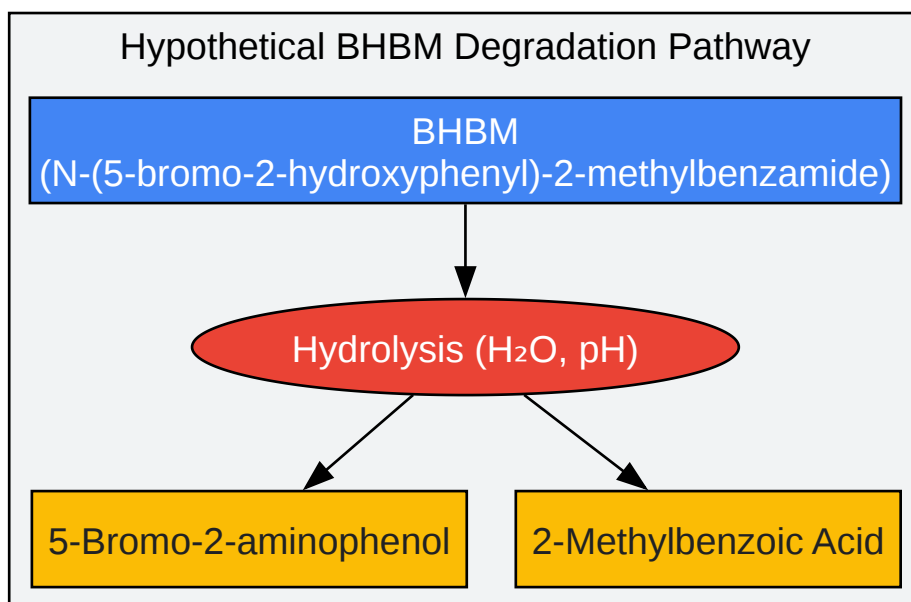 Hypothetical BHBM Degradation Pathway
BHBM
(N-(5-bromo-2-hydroxyphenyl)-2-methylbenzamide)
Hydrolysis (H₂O, pH)
5-Bromo-2-aminophenol
2-Methylbenzoic Acid